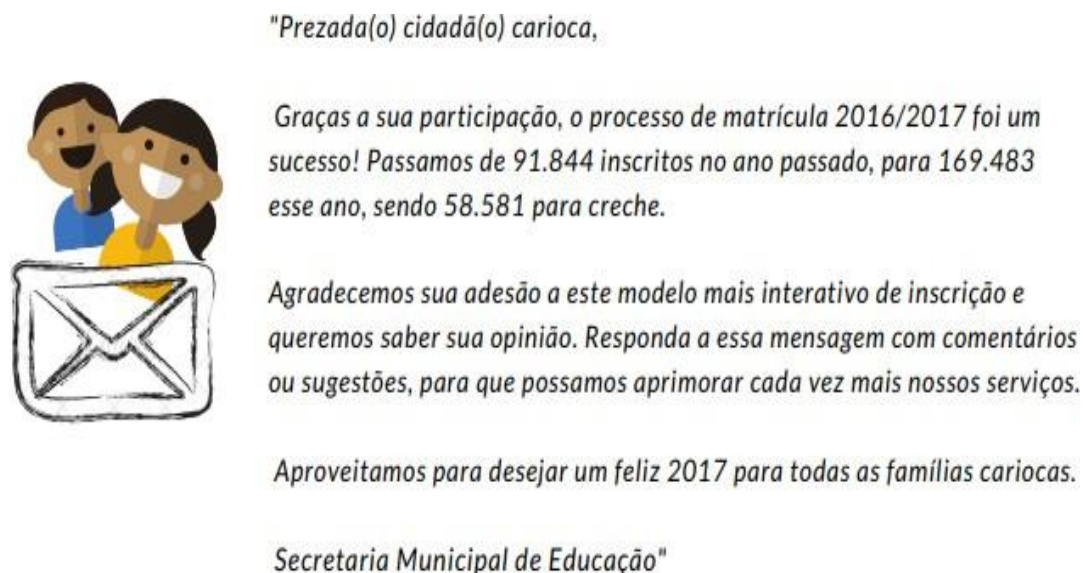 "Prezada(o) cidadã(o) carioca,
Graças a sua participação, o processo de matrícula 2016/2017 foi um
sucesso! Passamos de 91.844 inscritos no ano passado, para 169.483
esse ano, sendo 58.581 para creche.
Agradecemos sua adesão a este modelo mais interativo de inscrição e
queremos saber sua opinião. Responda a essa mensagem com comentários
ou sugestões, para que possamos aprimorar cada vez mais nossos serviços.
Aproveitamos para desejar um feliz 2017 para todas as famílias cariocas.
Secretaria Municipal de Educação"